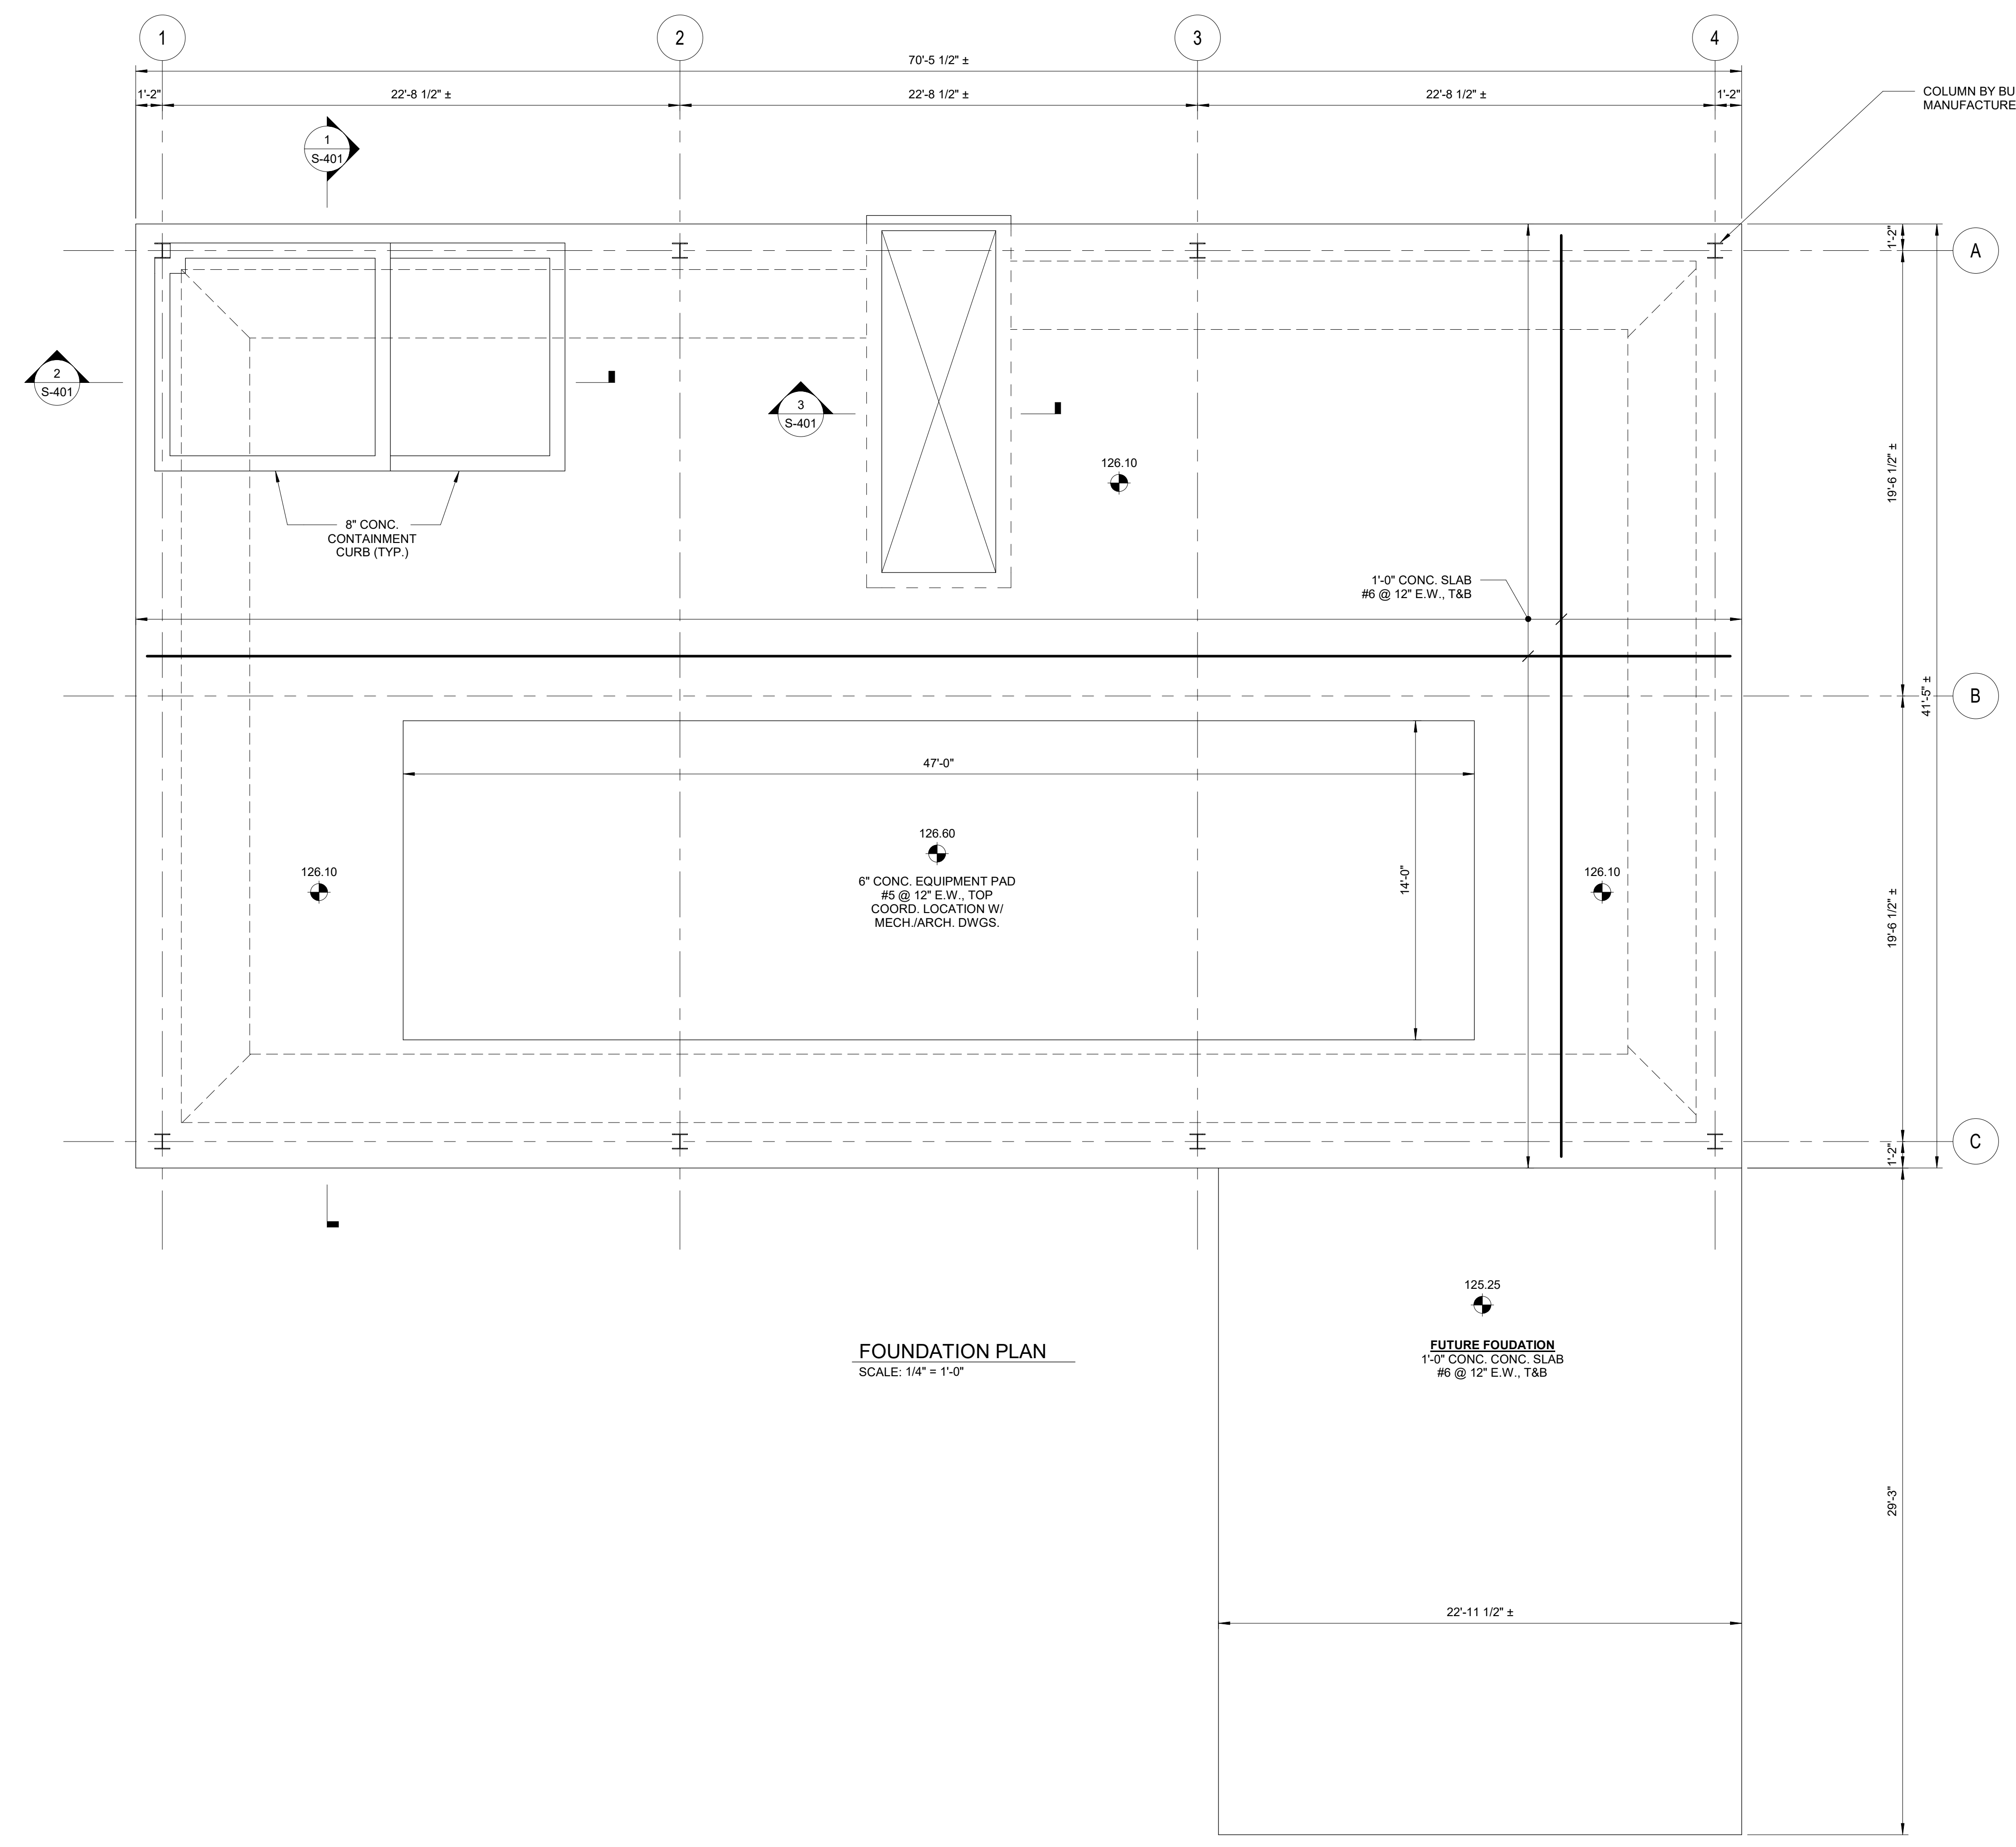 1
2
3
4
70'-5 1/2" ±
1'-2"
22'-8 1/2" ±
22'-8 1/2" ±
22'-8 1/2" ±
1'-2"
COLUMN BY
MANUFACTURE
1
S-401
1'-2"
A
2
S-401
3
S-401
126.10
19'-6 1/2" ±
8" CONC.
CONTAINMENT
CURB (TYP.)
1'-0" CONC. SLAB
#6 @ 12" E.W., T&B
B
41'-5" ±
47'-0"
126.60
6" CONC. EQUIPMENT PAD
#5 @ 12" E.W., TOP
COORD. LOCATION W/
MECH./ARCH. DWGS.
14'-0"
126.10
126.10
19'-6 1/2" ±
C
1'-2"
125.25
FUTURE FOUDATION
1'-0" CONC. CONC. SLAB
#6 @ 12" E.W., T&B
FOUNDATION PLAN
SCALE: 1/4" = 1'-0"
29'-3"
22'-11 1/2" ±